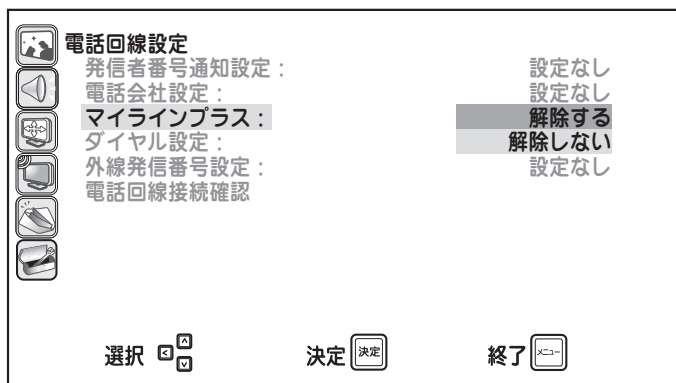 電話回線設定
発信者番号通知設定： 設定なし
電話会社設定： 設定なし
マイラインプラス： 解除する
ダイヤル設定： 解除しない
外線発信番号設定： 設定なし
電話回線接続確認
選択 決定 決定 終了 メニュー